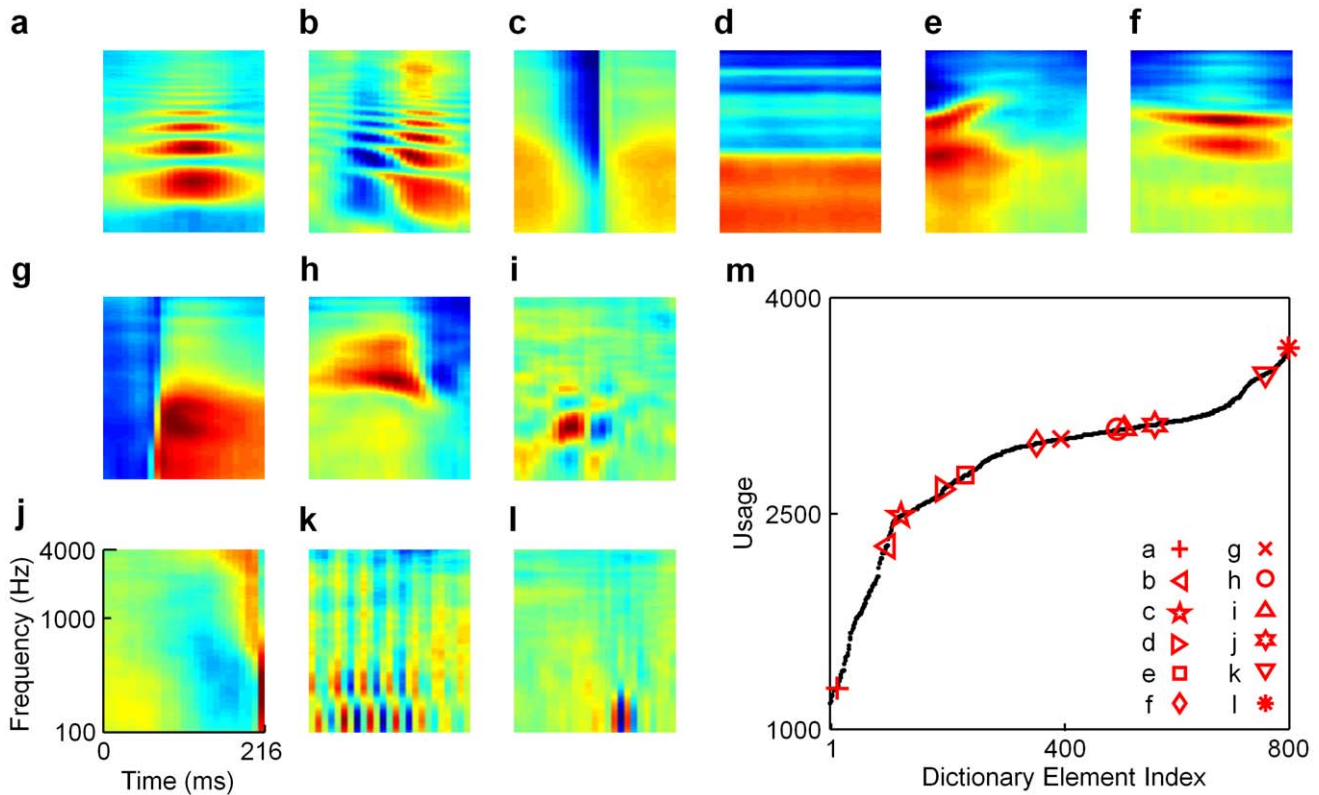 a b c d e f
g h i m
j k l
4000
1000
100
Frequency (Hz)
0 216
Time (ms)
4000
2500
1000
Usage
1 400 800
Dictionary Element Index
a g
b h
c i
d j
e k
f l